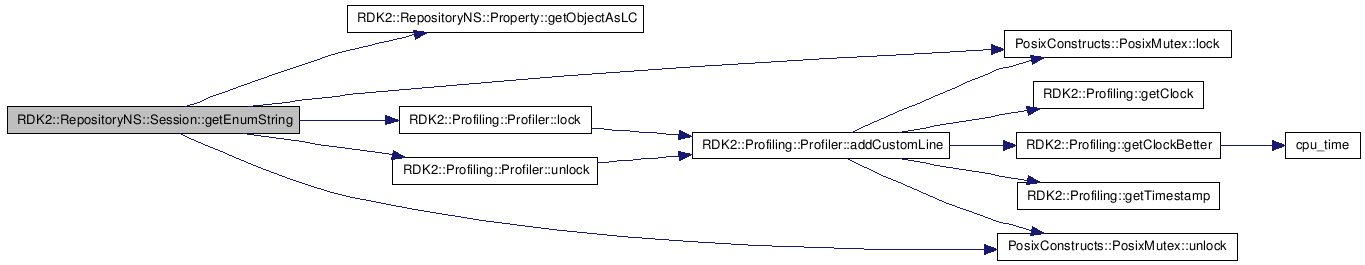 RDK2::RepositoryNS::Property::getObjectAsLC
PosixConstructs::PosixMutex::lock
RDK2::Profiling::getClock
RDK2::RepositoryNS::Session::getEnumString
RDK2::Profiling::Profiler::lock
RDK2::Profiling::Profiler::addCustomLine
RDK2::Profiling::getClockBetter
cpu_time
RDK2::Profiling::Profiler::unlock
RDK2::Profiling::getTimestamp
PosixConstructs::PosixMutex::unlock